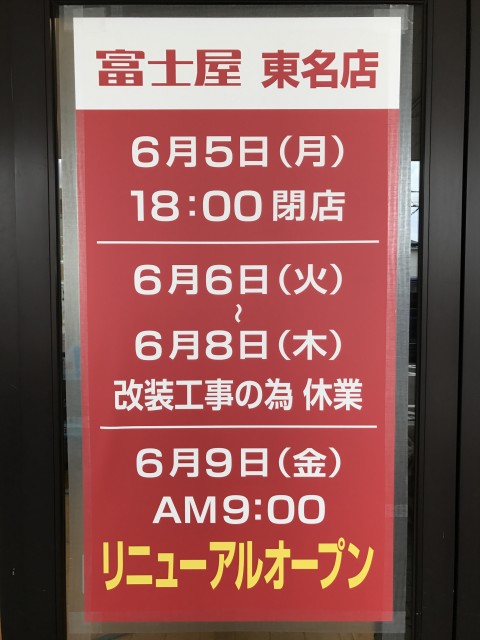 富士屋 東名店
6月5日(月)
18:00 閉店
6月6日(火)
～
6月8日(木)
改装工事の為 休業
6月9日(金)
AM9:00
リニューアルオープン